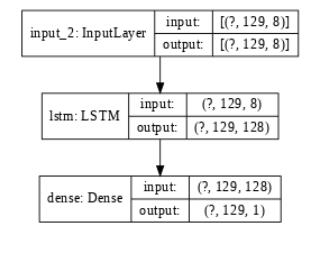 input_2: InputLayer
input: [(?, 129, 8)]
output: [(?, 129, 8)]
lstm: LSTM
input: (?, 129, 8)
output: (?, 129, 128)
dense: Dense
input: (?, 129, 128)
output: (?, 129, 1)